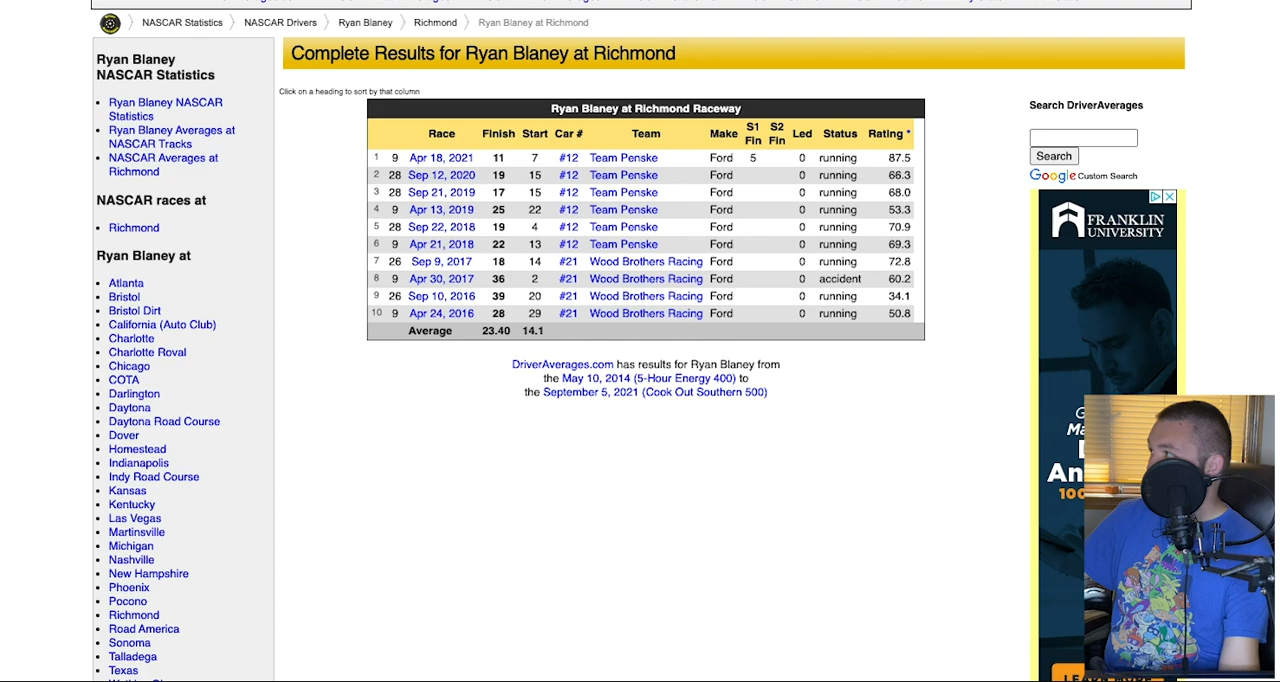 NASCAR Statistics NASCAR Drivers Ryan Blaney Richmond Ryan Blaney at Richmond
Ryan Blaney
NASCAR Statistics
Ryan Blaney NASCAR
Statistics
Ryan Blaney Averages at
NASCAR Tracks
NASCAR Averages at
Richmond
NASCAR races at
Richmond
Ryan Blaney at
Atlanta
Bristol
Bristol Dirt
California (Auto Club)
Charlotte
Charlotte Roval
Chicago
COTA
Darlington
Daytona
Daytona Road Course
Dover
Homestead
Indianapolis
Indy Road Course
Kansas
Kentucky
Las Vegas
Martinsville
Michigan
Nashville
New Hampshire
Phoenix
Pocono
Richmond
Road America
Sonoma
Talladega
Texas
Complete Results for Ryan Blaney at Richmond
Click on a heading to sort by that column
Ryan Blaney at Richmond Raceway
Race Finish Start Car # Team Make S1 Fin S2 Fin Led Status Rating *
1 9 Apr 18, 2021 11 7 #12 Team Penske Ford 5 0 running 87.5
2 28 Sep 12, 2020 19 15 #12 Team Penske Ford 0 running 66.3
3 28 Sep 21, 2019 17 15 #12 Team Penske Ford 0 running 68.0
4 9 Apr 13, 2019 25 22 #12 Team Penske Ford 0 running 53.3
5 28 Sep 22, 2018 19 4 #12 Team Penske Ford 0 running 70.9
6 9 Apr 21, 2018 22 13 #12 Team Penske Ford 0 running 69.3
7 26 Sep 9, 2017 18 14 #21 Wood Brothers Racing Ford 0 running 72.8
8 9 Apr 30, 2017 36 2 #21 Wood Brothers Racing Ford 0 accident 60.2
9 26 Sep 10, 2016 39 20 #21 Wood Brothers Racing Ford 0 running 34.1
10 9 Apr 24, 2016 28 29 #21 Wood Brothers Racing Ford 0 running 50.8
Average 23.40 14.1
DriverAverages.com has results for Ryan Blaney from
the May 10, 2014 (5-Hour Energy 400) to
the September 5, 2021 (Cook Out Southern 500)
Search DriverAverages
Search
Google Custom Search
FRANKLIN
UNIVERSITY
An
100